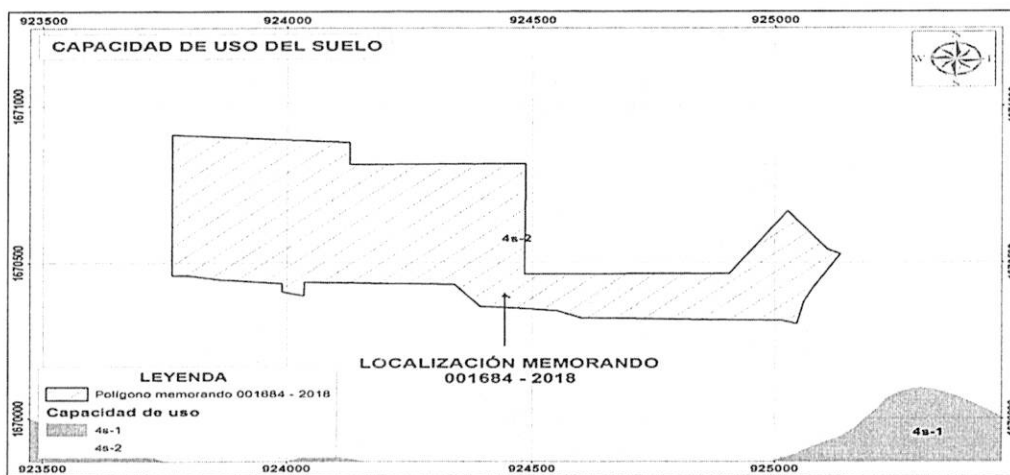 923500 924000 924500 925000
CAPACIDAD DE USO DEL SUELO
N
W
S
1671000
1670500
4s-2
LOCALIZACIÓN MEMORANDO
001684 - 2018
LEYENDA
Polígono memorando 001684 - 2018
Capacidad de uso
4s-1
4s-2
1670000
4s-1
923500 924000 924500 925000